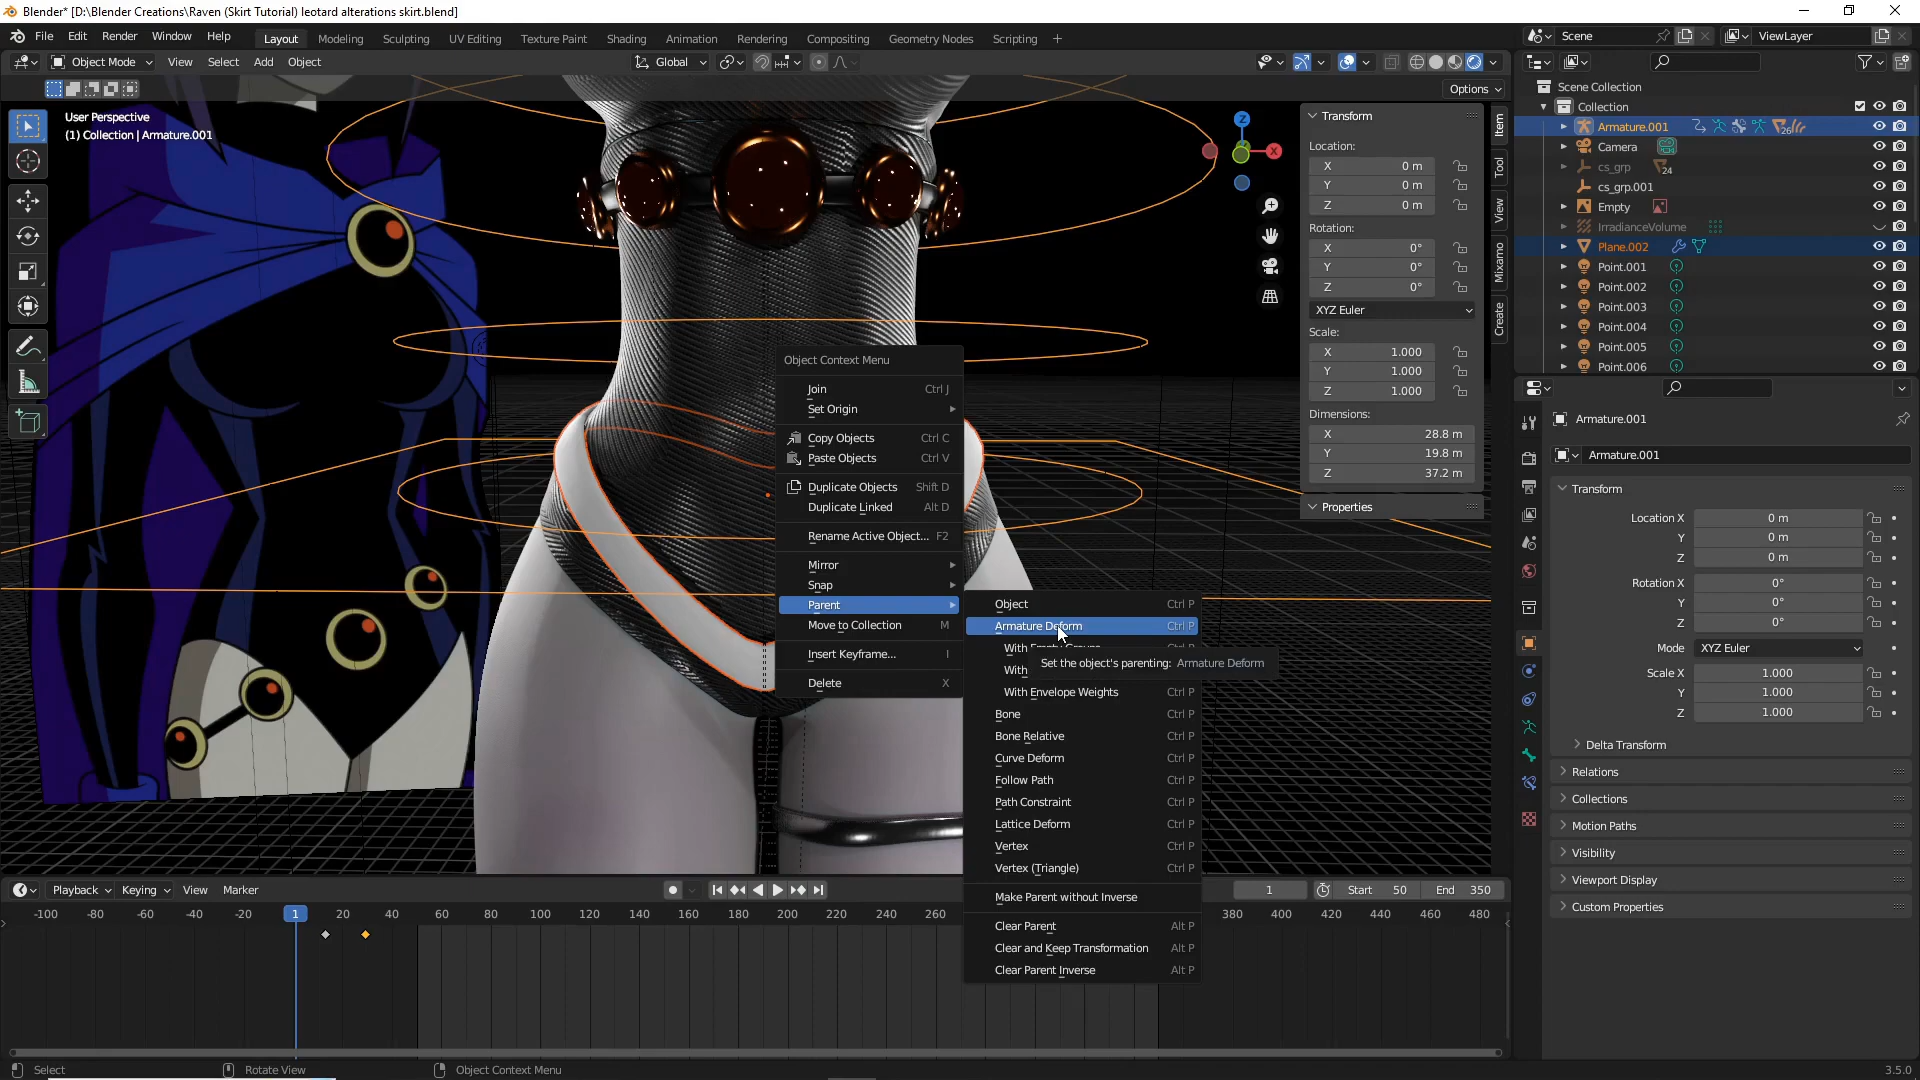 Blender* [D:\Blender Creations\Raven (Skirt Tutorial) leotard alterations skirt.blend]
File Edit Render Window Help Layout Modeling Sculpting UV Editing Texture Paint Shading Animation Rendering Compositing Geometry Nodes Scripting + Scene ViewLayer
Object Mode View Select Add Object Global
Options
User Perspective
(1) Collection | Armature.001
Z
X
Transform
Location:
X 0 m
Y 0 m
Z 0 m
Rotation:
X 0°
Y 0°
Z 0°
XYZ Euler
Scale:
X 1.000
Y 1.000
Z 1.000
Dimensions:
X 28.8 m
Y 19.8 m
Z 37.2 m
Properties
Item
Tool
View
Mixamo
Create
Scene Collection
Collection
Armature.001 26
Camera
cs_grp 24
cs_grp.001
Empty
IrradianceVolume
Plane.002
Point.001
Point.002
Point.003
Point.004
Point.005
Point.006
Armature.001
Armature.001
Transform
Location X 0 m
Y 0 m
Z 0 m
Rotation X 0°
Y 0°
Z 0°
Mode XYZ Euler
Scale X 1.000
Y 1.000
Z 1.000
Delta Transform
Relations
Collections
Motion Paths
Visibility
Viewport Display
Custom Properties
Object Context Menu
Join Ctrl J
Set Origin
Copy Objects Ctrl C
Paste Objects Ctrl V
Duplicate Objects Shift D
Duplicate Linked Alt D
Rename Active Object... F2
Mirror
Snap
Parent
Move to Collection M
Insert Keyframe... I
Delete X
Object Ctrl P
Armature Deform Ctrl P
With
Set the object's parenting: Armature Deform
With
With Envelope Weights Ctrl P
Bone Ctrl P
Bone Relative Ctrl P
Curve Deform Ctrl P
Follow Path Ctrl P
Path Constraint Ctrl P
Lattice Deform Ctrl P
Vertex Ctrl P
Vertex (Triangle) Ctrl P
Make Parent without Inverse
Clear Parent Alt P
Clear and Keep Transformation Alt P
Clear Parent Inverse Alt P
Playback Keying View Marker 1 Start 50 End 350
-100 -80 -60 -40 -20 1 20 40 60 80 100 120 140 160 180 200 220 240 260 380 400 420 440 460 480
Select Rotate View Object Context Menu 3.5.0